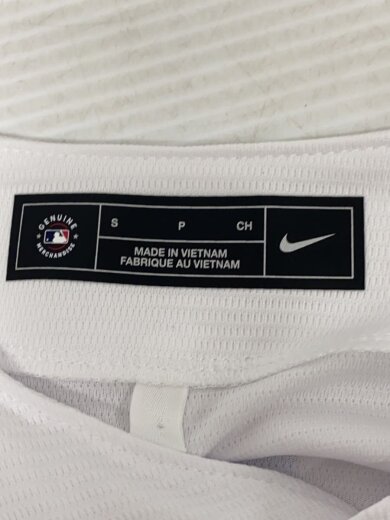 GENUINE
MERCHANDISE
S P CH
MADE IN VIETNAM
FABRIQUE AU VIETNAM